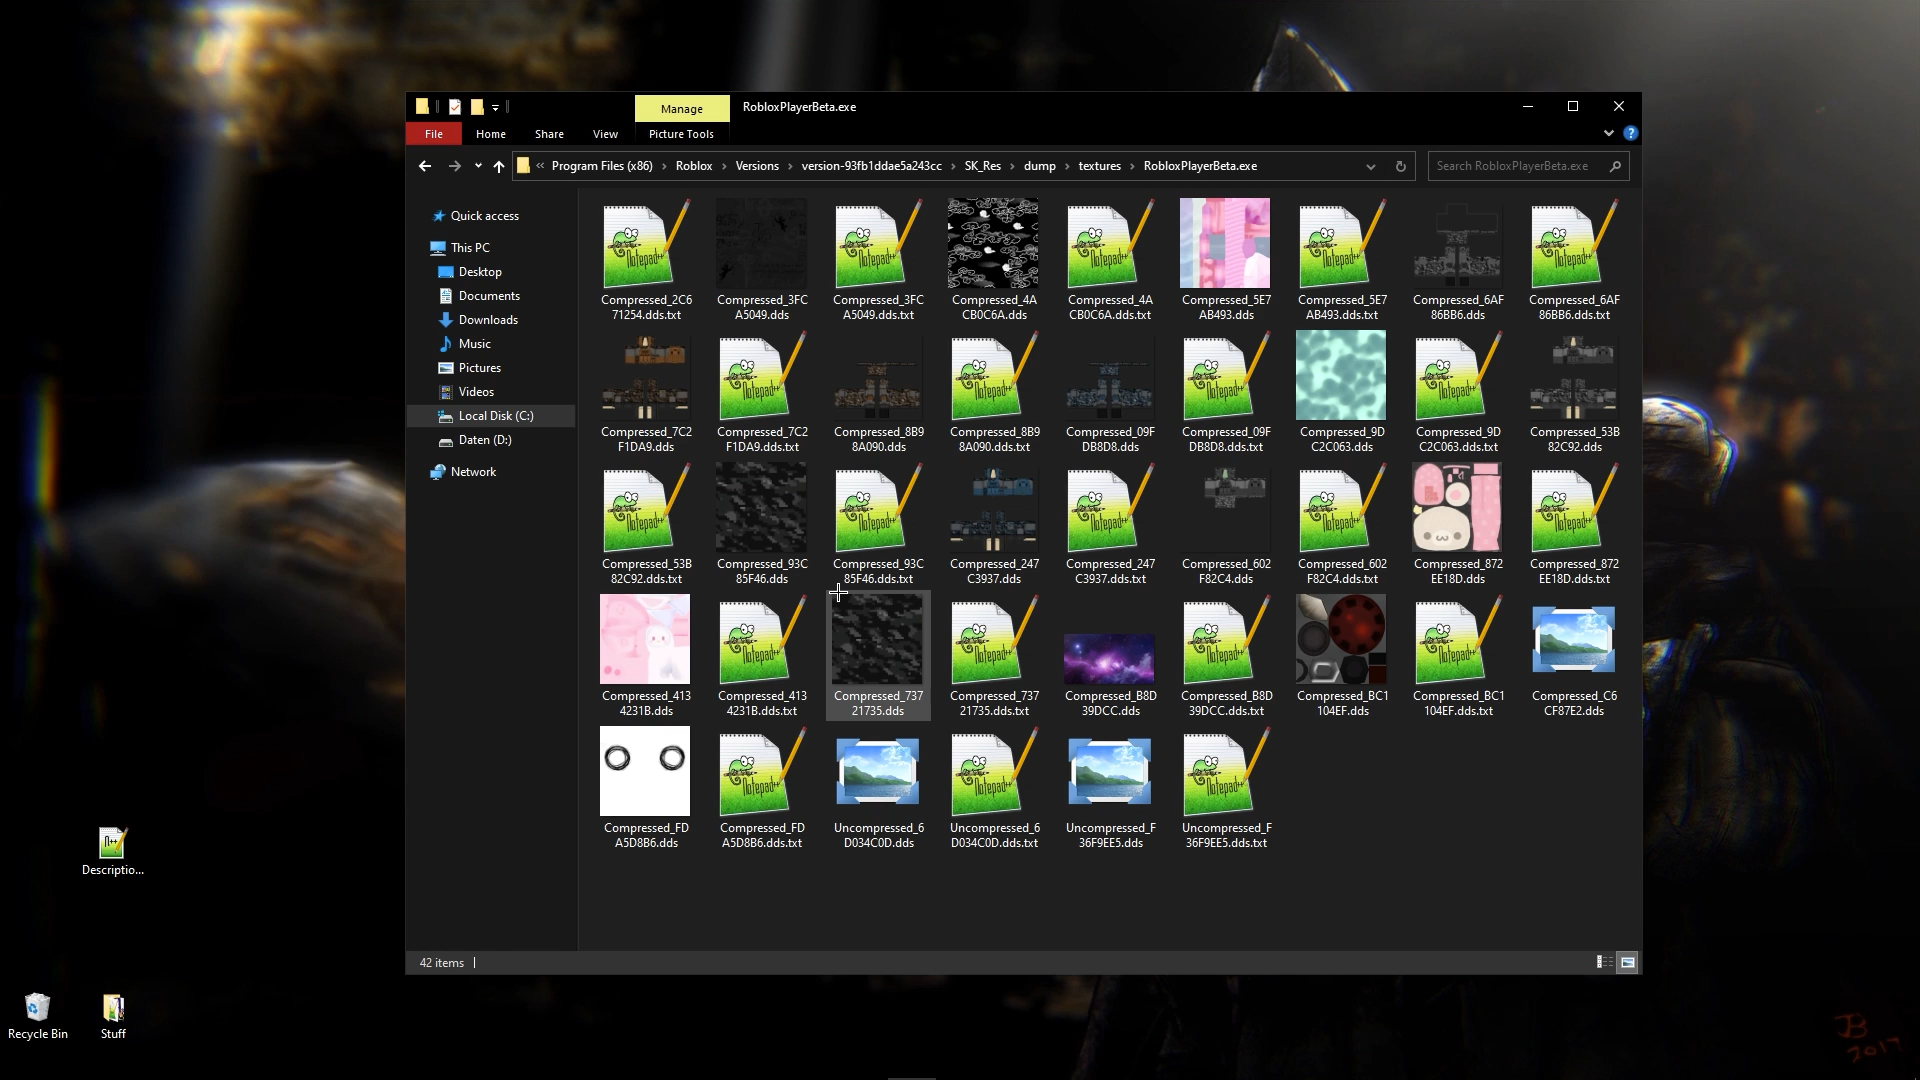 Manage
RobloxPlayerBeta.exe
File
Home
Share
View
Picture Tools
Program Files (x86)
Roblox
Versions
version-93fb1ddae5a243cc
SK_Res
dump
textures
RobloxPlayerBeta.exe
Search RobloxPlayerBeta.exe
Quick access
This PC
Desktop
Documents
Downloads
Music
Pictures
Videos
Local Disk (C:)
Daten (D:)
Network
Compressed_2C6
71254.dds.txt
Compressed_3FC
A5049.dds
Compressed_3FC
A5049.dds.txt
Compressed_4A
CB0C6A.dds
Compressed_4A
CB0C6A.dds.txt
Compressed_5E7
AB493.dds
Compressed_5E7
AB493.dds.txt
Compressed_6AF
86BB6.dds
Compressed_6AF
86BB6.dds.txt
Compressed_7C2
F1DA9.dds
Compressed_7C2
F1DA9.dds.txt
Compressed_8B9
8A090.dds
Compressed_8B9
8A090.dds.txt
Compressed_09F
DB8D8.dds
Compressed_09F
DB8D8.dds.txt
Compressed_9D
C2C063.dds
Compressed_9D
C2C063.dds.txt
Compressed_53B
82C92.dds
Compressed_53B
82C92.dds.txt
Compressed_93C
85F46.dds
Compressed_93C
85F46.dds.txt
Compressed_247
C3937.dds
Compressed_247
C3937.dds.txt
Compressed_602
F82C4.dds
Compressed_602
F82C4.dds.txt
Compressed_872
EE18D.dds
Compressed_872
EE18D.dds.txt
Compressed_413
4231B.dds
Compressed_413
4231B.dds.txt
Compressed_737
21735.dds
Compressed_737
21735.dds.txt
Compressed_B8D
39DCC.dds
Compressed_B8D
39DCC.dds.txt
Compressed_BC1
104EF.dds
Compressed_BC1
104EF.dds.txt
Compressed_C6
CF87E2.dds
Compressed_FD
A5D8B6.dds
Compressed_FD
A5D8B6.dds.txt
Uncompressed_6
D034C0D.dds
Uncompressed_6
D034C0D.dds.txt
Uncompressed_F
36F9EE5.dds
Uncompressed_F
36F9EE5.dds.txt
42 items
Descriptio...
Recycle Bin
Stuff
JB
2017